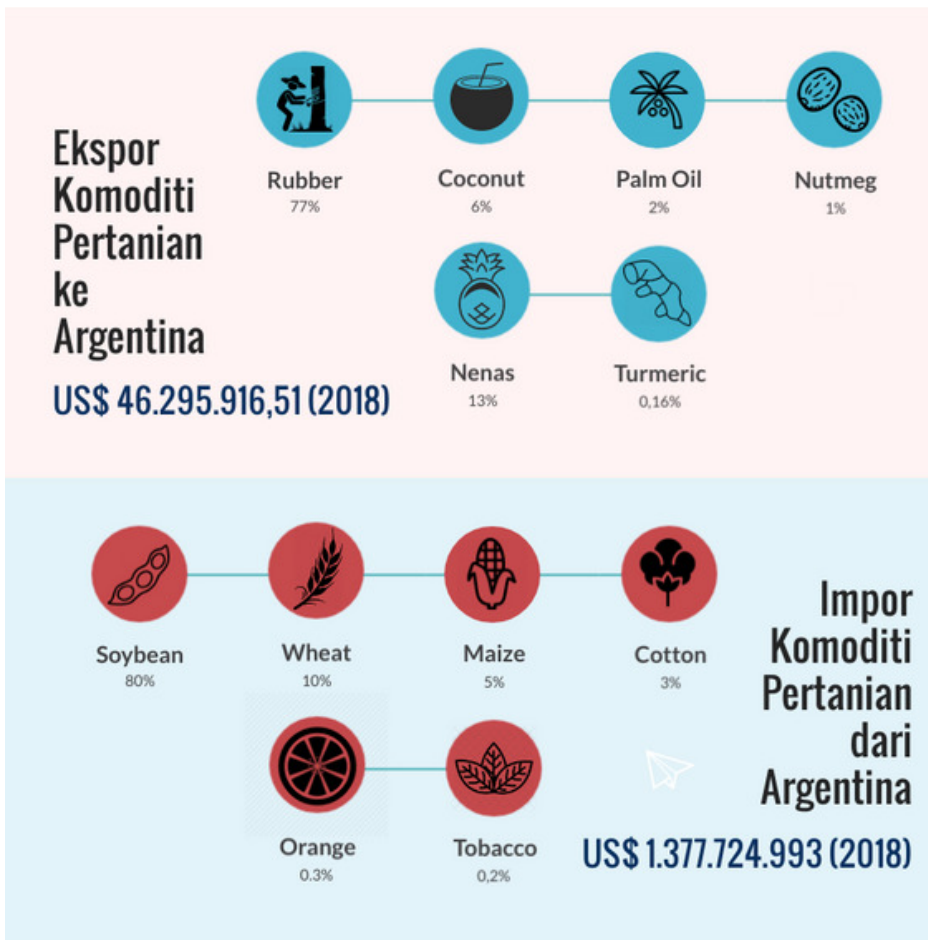 Ekspor
Komoditi
Pertanian
ke
Argentina
US$ 46.295.916,51 (2018)
Rubber
77%
Coconut
6%
Palm Oil
2%
Nutmeg
1%
Nenas
13%
Turmeric
0,16%
Soybean
80%
Wheat
10%
Maize
5%
Cotton
3%
Orange
0.3%
Tobacco
0,2%
Impor
Komoditi
Pertanian
dari
Argentina
US$ 1.377.724.993 (2018)